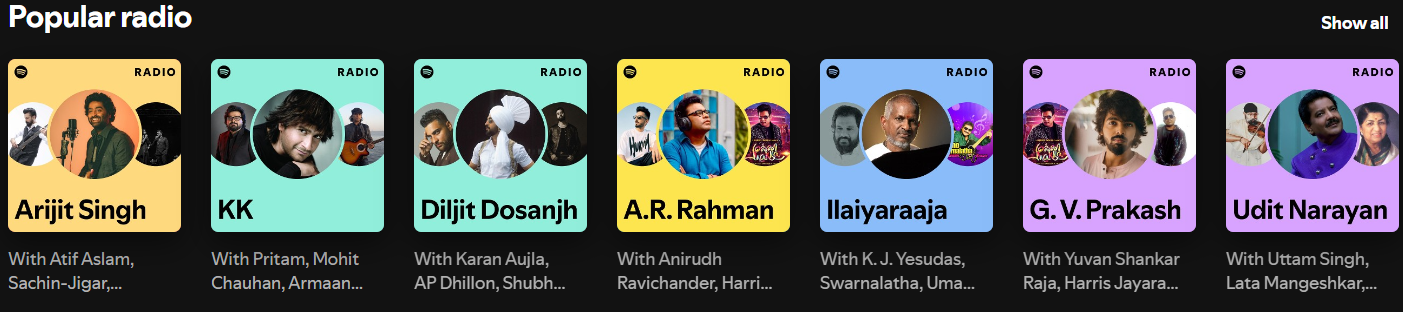 Popular radio
Show all
RADIO
Arijit Singh
With Atif Aslam,
Sachin-Jigar,...
RADIO
KK
With Pritam, Mohit
Chauhan, Armaan...
RADIO
Diljit Dosanjh
With Karan Aujla,
AP Dhillon, Shubh...
RADIO
A.R. Rahman
With Anirudh
Ravichander, Harri...
RADIO
Ilaiyaraaja
With K. J. Yesudas,
Swarnalatha, Uma...
RADIO
G. V. Prakash
With Yuvan Shankar
Raja, Harris Jayara...
RADIO
Udit Narayan
With Uttam Singh,
Lata Mangeshkar,...